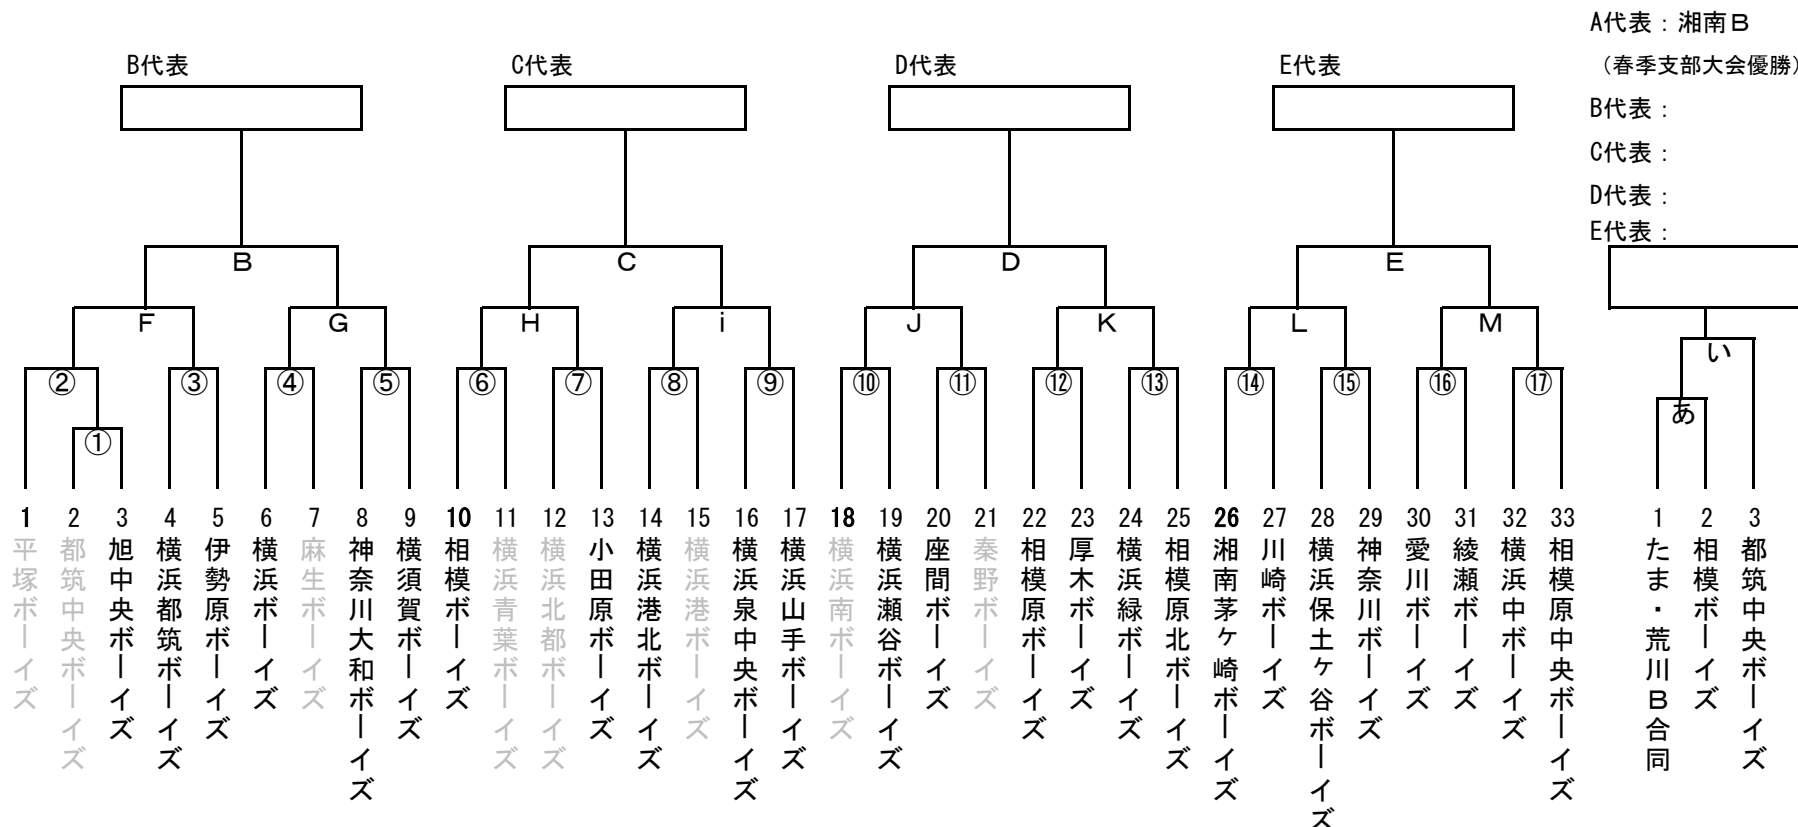 A代表：湘南Ｂ
（春季支部大会優勝）
B代表：
C代表：
D代表：
E代表：
B代表
C代表
D代表
E代表
B
C
D
E
F
G
H
i
J
K
L
M
い
②
③
④
⑤
⑥
⑦
⑧
⑨
⑩
⑪
⑫
⑬
⑭
⑮
⑯
⑰
あ
①
1 平塚ボーイズ
2 都筑中央ボーイズ
3 旭中央ボーイズ
4 横浜都筑ボーイズ
5 伊勢原ボーイズ
6 横浜ボーイズ
7 麻生ボーイズ
8 神奈川大和ボーイズ
9 横須賀ボーイズ
10 相模ボーイズ
11 横浜青葉ボーイズ
12 横浜北都ボーイズ
13 小田原ボーイズ
14 横浜港北ボーイズ
15 横浜港ボーイズ
16 横浜泉中央ボーイズ
17 横浜山手ボーイズ
18 横浜南ボーイズ
19 横浜瀬谷ボーイズ
20 座間ボーイズ
21 秦野ボーイズ
22 相模原ボーイズ
23 厚木ボーイズ
24 横浜緑ボーイズ
25 相模原北ボーイズ
26 湘南茅ケ崎ボーイズ
27 川崎ボーイズ
28 横浜保土ケ谷ボーイズ
29 神奈川ボーイズ
30 愛川ボーイズ
31 綾瀬ボーイズ
32 横浜中ボーイズ
33 相模原中央ボーイズ
1 たま・荒川Ｂ合同
2 相模ボーイズ
3 都筑中央ボーイズ